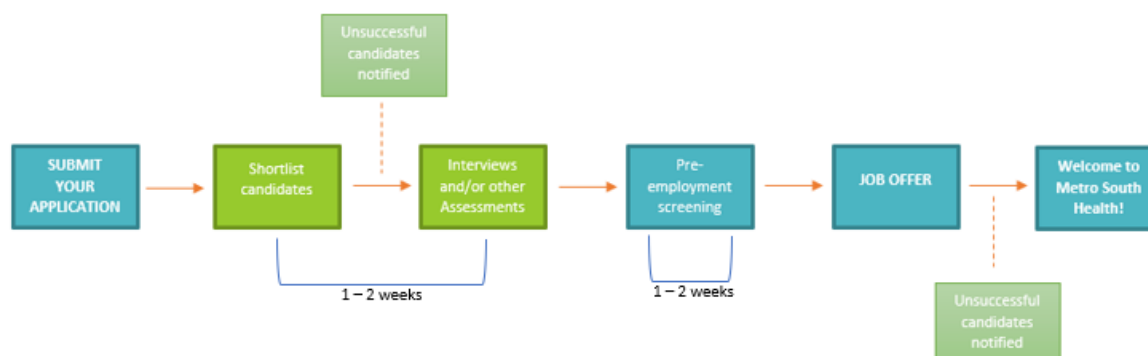 Unsuccessful
candidates
notified
SUBMIT
YOUR
APPLICATION
Shortlist
candidates
Interviews
and/or other
Assessments
Pre-
employment
screening
JOB OFFER
Welcome to
Metro South
Health!
1 – 2 weeks
1 – 2 weeks
Unsuccessful
candidates
notified